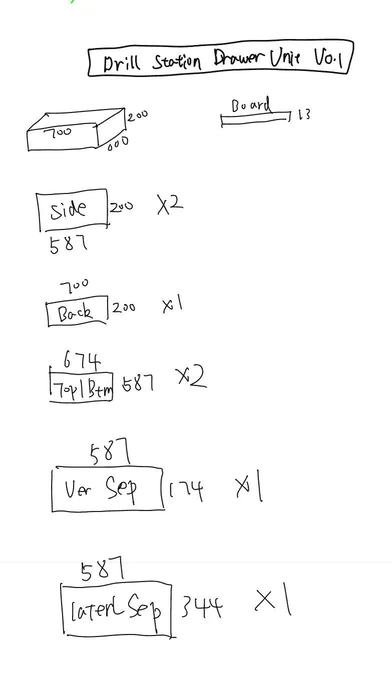 Drill Station Drawer Unit V0.1
200
700
600
Board
13
Side 200 X2
587
700
Back 200 x1
674
Top/Btm 587 x2
587
Ver Sep 174 x1
587
laterl Sep 344 x1